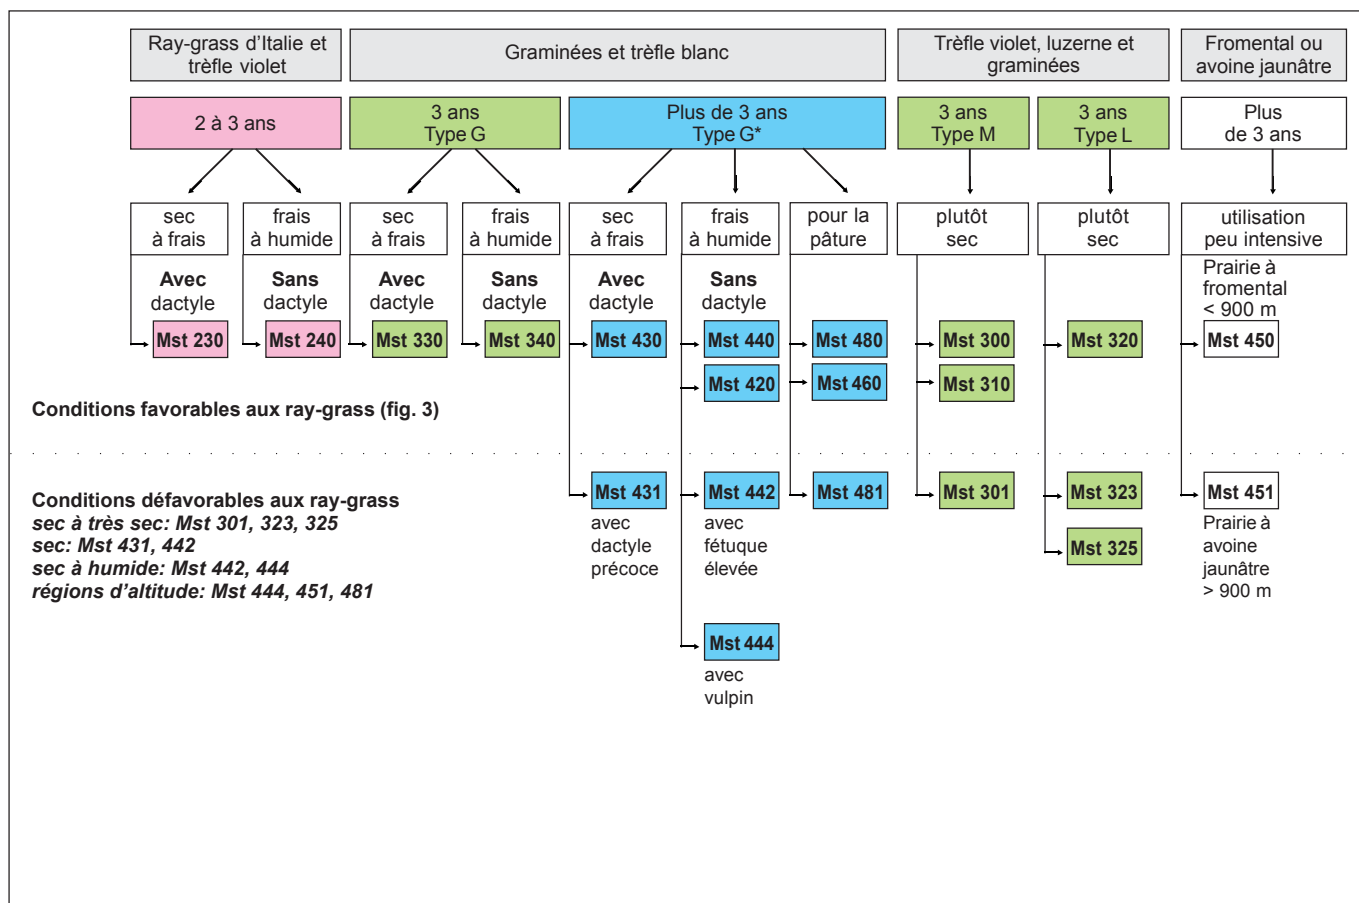 Ray-grass d'Italie et
trèfle violet
Graminées et trèfle blanc
Trèfle violet, luzerne et
graminées
Fromental ou
avoine jaunâtre
2 à 3 ans
3 ans
Type G
Plus de 3 ans
Type G*
3 ans
Type M
3 ans
Type L
Plus
de 3 ans
sec
à frais
frais
à humide
sec
à frais
frais
à humide
sec
à frais
frais
à humide
pour la
pâture
plutôt
sec
plutôt
sec
utilisation
peu intensive
Avec
dactyle
Sans
dactyle
Avec
dactyle
Sans
dactyle
Avec
dactyle
Sans
dactyle
Prairie à
fromental
< 900 m
Mst 230
Mst 240
Mst 330
Mst 340
Mst 430
Mst 440
Mst 480
Mst 300
Mst 320
Mst 450
Mst 420
Mst 460
Mst 310
Conditions favorables aux ray-grass (fig. 3)
Conditions défavorables aux ray-grass
sec à très sec: Mst 301, 323, 325
sec: Mst 431, 442
sec à humide: Mst 442, 444
régions d'altitude: Mst 444, 451, 481
Mst 431
avec
dactyle
précoce
Mst 442
avec
fétuque
élevée
Mst 481
Mst 301
Mst 323
Mst 325
Mst 451
Prairie à
avoine
jaunâtre
> 900 m
Mst 444
avec
vulpin